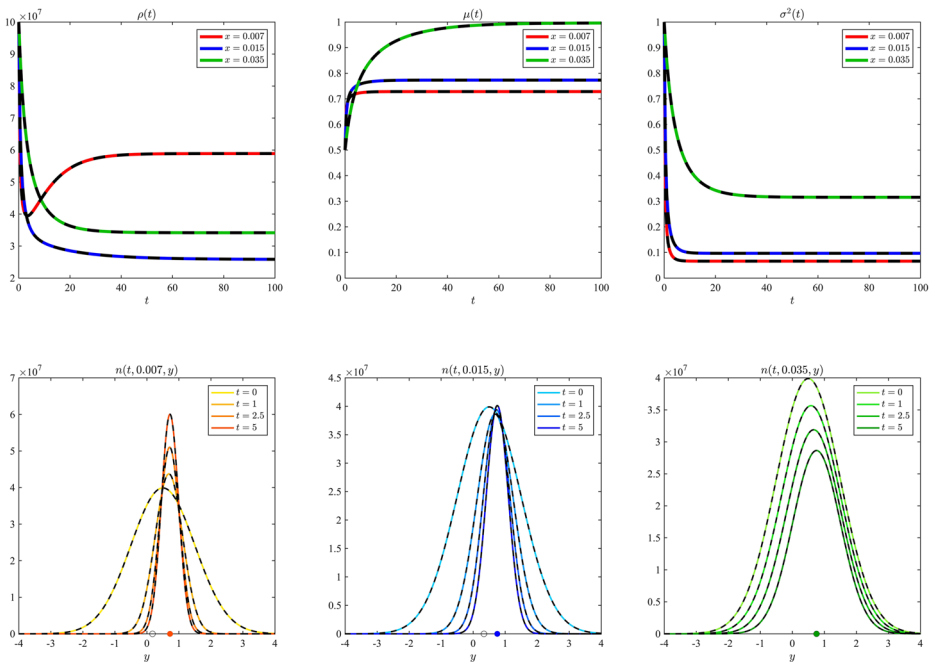 ρ(t)
×10⁷
10
9
8
7
6
5
4
3
2
0 20 40 60 80 100
t
x = 0.007
x = 0.015
x = 0.035
μ(t)
1
0.9
0.8
0.7
0.6
0.5
0.4
0.3
0.2
0.1
0
0 20 40 60 80 100
t
x = 0.007
x = 0.015
x = 0.035
σ²(t)
1
0.9
0.8
0.7
0.6
0.5
0.4
0.3
0.2
0.1
0
0 20 40 60 80 100
t
x = 0.007
x = 0.015
x = 0.035
n(t, 0.007, y)
×10⁷
7
6
5
4
3
2
1
0
-4 -3 -2 -1 0 1 2 3 4
y
t = 0
t = 1
t = 2.5
t = 5
n(t, 0.015, y)
×10⁷
4.5
4
3.5
3
2.5
2
1.5
1
0.5
0
-4 -3 -2 -1 0 1 2 3 4
y
t = 0
t = 1
t = 2.5
t = 5
n(t, 0.035, y)
×10⁷
4
3.5
3
2.5
2
1.5
1
0.5
0
-4 -3 -2 -1 0 1 2 3 4
y
t = 0
t = 1
t = 2.5
t = 5